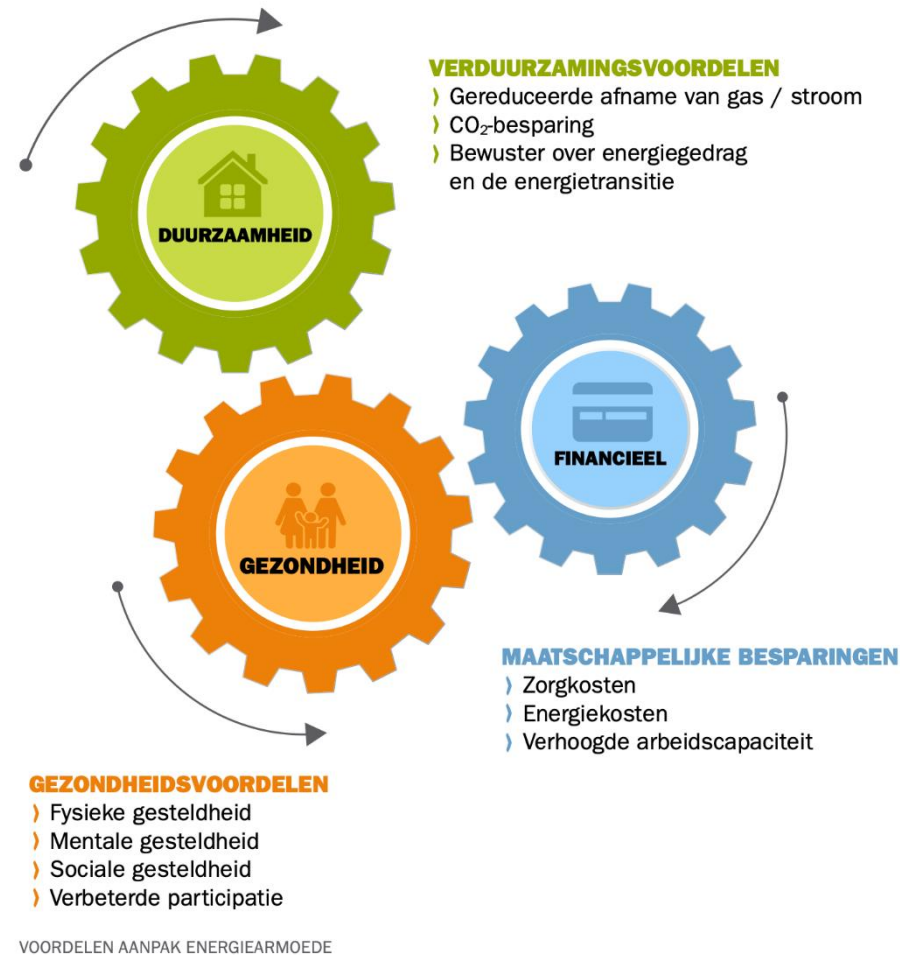 VERDUURZAMINGSVOORDELEN
⟩ Gereduceerde afname van gas / stroom
⟩ CO₂-besparing
⟩ Bewuster over energiegedrag
en de energietransitie
DUURZAAMHEID
FINANCIEEL
GEZONDHEID
MAATSCHAPPELIJKE BESPARINGEN
⟩ Zorgkosten
⟩ Energiekosten
⟩ Verhoogde arbeidscapaciteit
GEZONDHEIDSVOORDELEN
⟩ Fysieke gesteldheid
⟩ Mentale gesteldheid
⟩ Sociale gesteldheid
⟩ Verbeterde participatie
VOORDELEN AANPAK ENERGIEARMOEDE